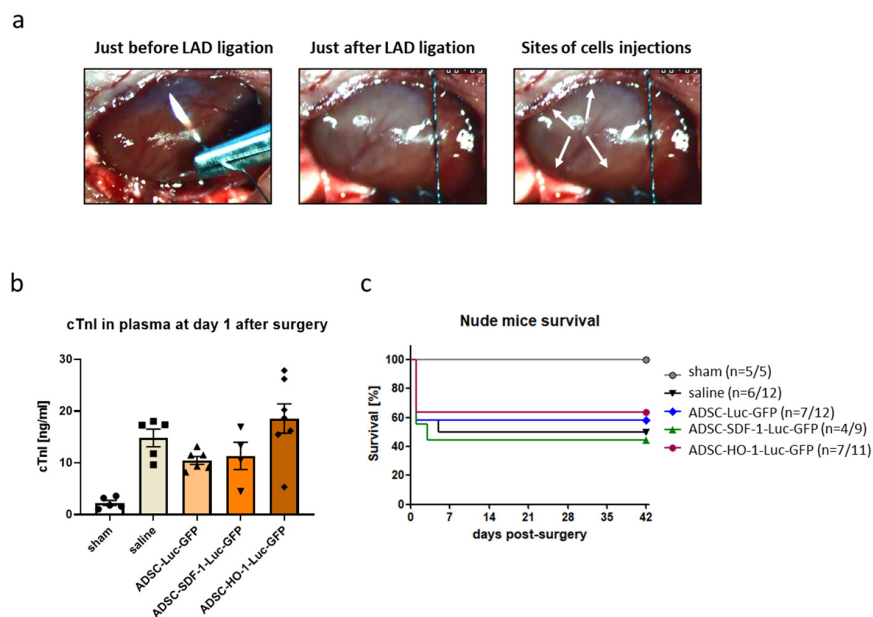 a
Just before LAD ligation
Just after LAD ligation
Sites of cells injections
b
cTnI in plasma at day 1 after surgery
30
20
10
0
cTnI [ng/ml]
sham
saline
ADSC-Luc-GFP
ADSC-SDF-1-Luc-GFP
ADSC-HO-1-Luc-GFP
c
Nude mice survival
100
80
60
40
20
0
Survival [%]
0 7 14 21 28 35 42
days post-surgery
sham (n=5/5)
saline (n=6/12)
ADSC-Luc-GFP (n=7/12)
ADSC-SDF-1-Luc-GFP (n=4/9)
ADSC-HO-1-Luc-GFP (n=7/11)